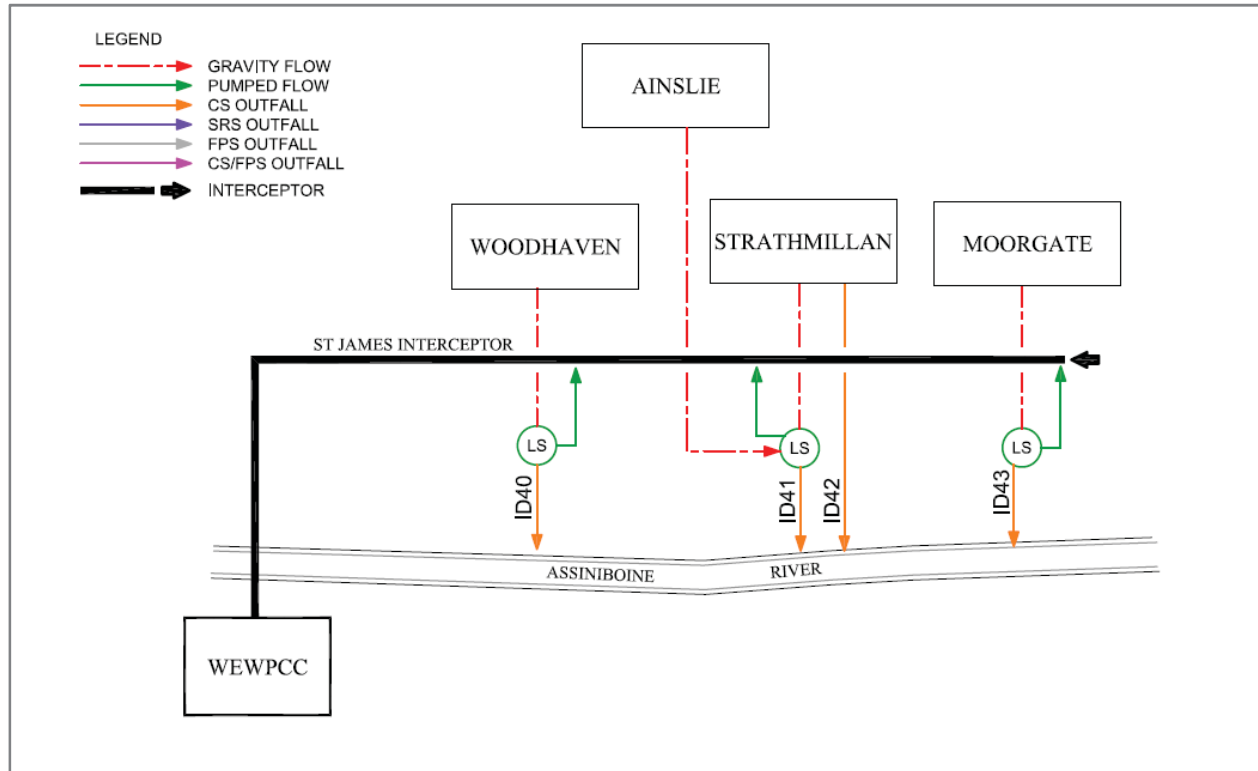 LEGEND
GRAVITY FLOW
PUMPED FLOW
CS OUTFALL
SRS OUTFALL
FPS OUTFALL
CS/FPS OUTFALL
INTERCEPTOR
AINSLIE
WOODHAVEN
STRATHMILLAN
MOORGATE
ST JAMES INTERCEPTOR
LS
LS
LS
ID40
ID41
ID42
ID43
ASSINIBOINE RIVER
WEWPCC